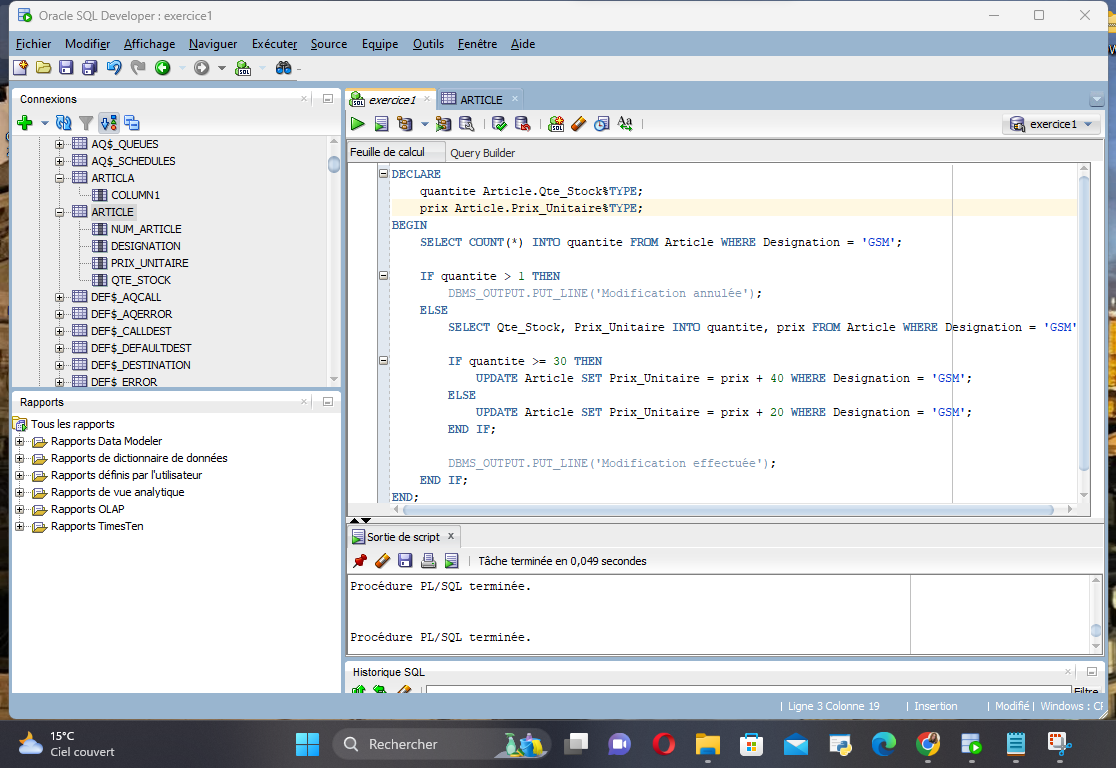 Oracle SQL Developer : exercice1
Fichier Modifier Affichage Naviguer Exécuter Source Equipe Outils Fenêtre Aide
Connexions
AQ$_QUEUES
AQ$_SCHEDULES
ARTICLA
COLUMN1
ARTICLE
NUM_ARTICLE
DESIGNATION
PRIX_UNITAIRE
QTE_STOCK
DEF$_AQCALL
DEF$_AQERROR
DEF$_CALLDEST
DEF$_DEFAULTDEST
DEF$_DESTINATION
DEF$_ERROR
Rapports
Tous les rapports
Rapports Data Modeler
Rapports de dictionnaire de données
Rapports définis par l'utilisateur
Rapports de vue analytique
Rapports OLAP
Rapports TimesTen
exercice1 ARTICLE
exercice1
Feuille de calcul Query Builder
DECLARE
quantite Article.Qte_Stock%TYPE;
prix Article.Prix_Unitaire%TYPE;
BEGIN
SELECT COUNT(*) INTO quantite FROM Article WHERE Designation = 'GSM';
IF quantite > 1 THEN
DBMS_OUTPUT.PUT_LINE('Modification annulée');
ELSE
SELECT Qte_Stock, Prix_Unitaire INTO quantite, prix FROM Article WHERE Designation = 'GSM'
IF quantite >= 30 THEN
UPDATE Article SET Prix_Unitaire = prix + 40 WHERE Designation = 'GSM';
ELSE
UPDATE Article SET Prix_Unitaire = prix + 20 WHERE Designation = 'GSM';
END IF;
DBMS_OUTPUT.PUT_LINE('Modification effectuée');
END IF;
END;
Sortie de script
Tâche terminée en 0,049 secondes
Procédure PL/SQL terminée.
Procédure PL/SQL terminée.
Historique SQL
Filtre
Ligne 3 Colonne 19 | Insertion | Modifié | Windows : CF
15°C
Ciel couvert
Rechercher